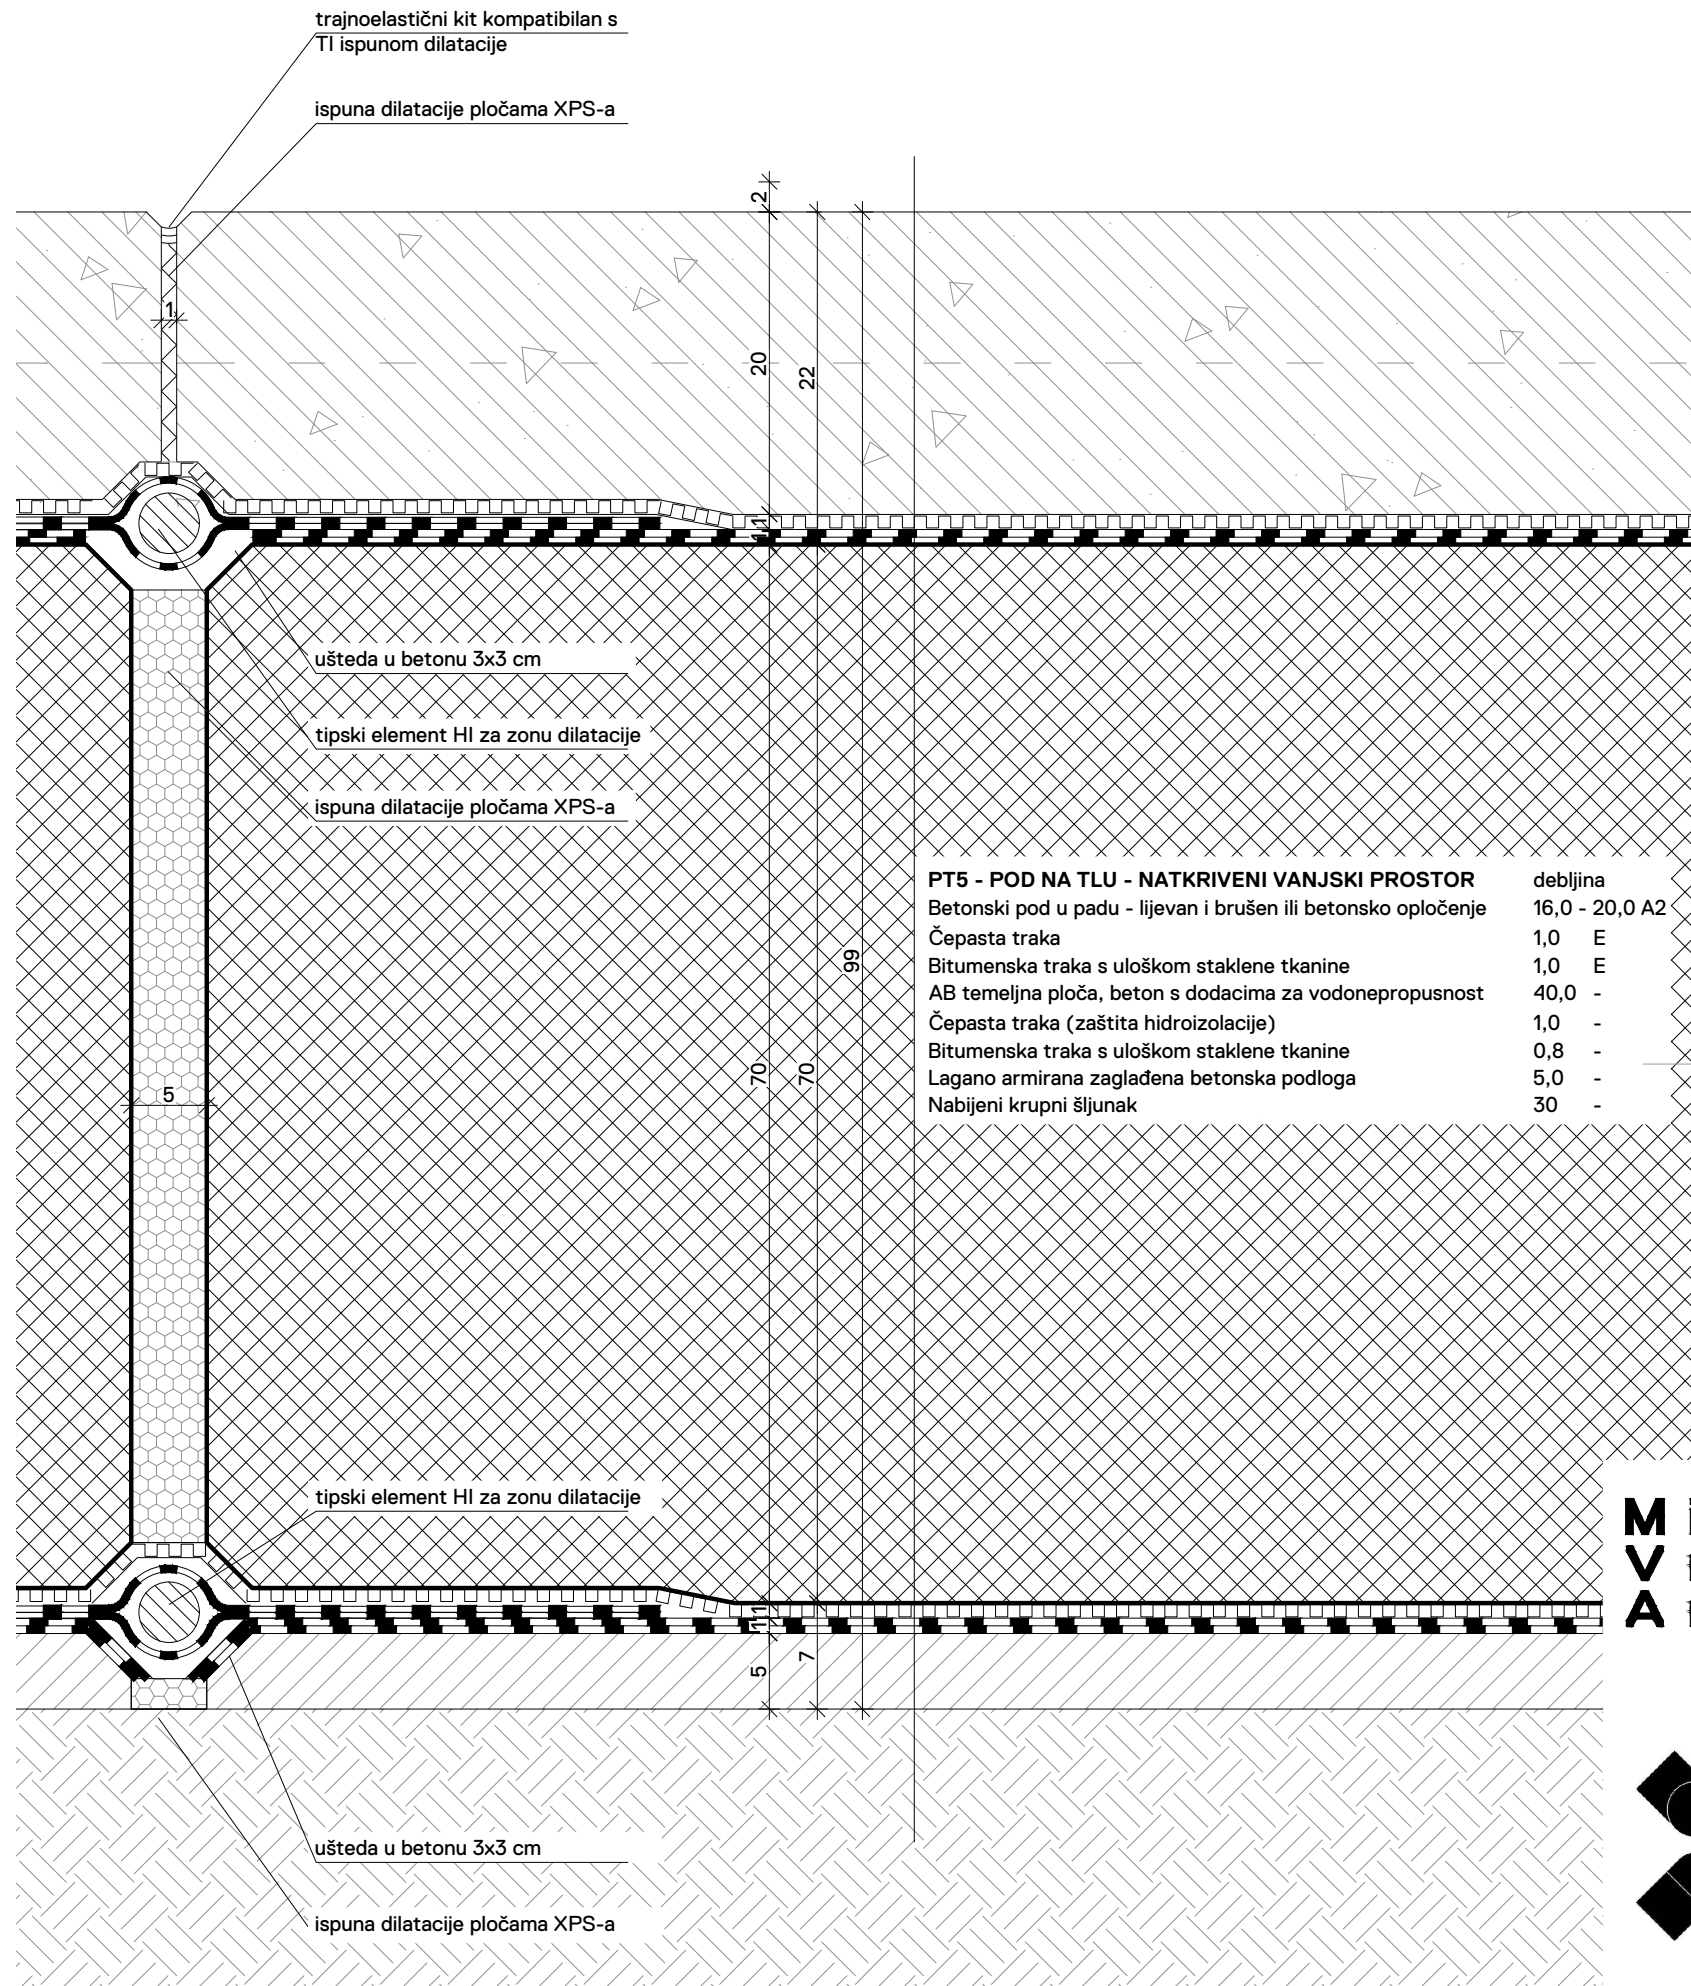 trajnoelastični kit kompatibilan s
TI ispunom dilatacije
ispuna dilatacije pločama XPS-a
2
1
20
22
1
1
ušteda u betonu 3x3 cm
tipski element HI za zonu dilatacije
ispuna dilatacije pločama XPS-a
PT5 - POD NA TLU - NATKRIVENI VANJSKI PROSTOR debljina
Betonski pod u padu - lijevan i brušen ili betonsko opločenje 16,0 - 20,0 A2
Čepasta traka 1,0 E
Bitumenska traka s uloškom staklene tkanine 1,0 E
AB temeljna ploča, beton s dodacima za vodonepropusnost 40,0 -
Čepasta traka (zaštita hidroizolacije) 1,0 -
Bitumenska traka s uloškom staklene tkanine 0,8 -
Lagano armirana zaglađena betonska podloga 5,0 -
Nabijeni krupni šljunak 30 -
99
70
70
5
tipski element HI za zonu dilatacije
M
V
A
1
1
5
7
ušteda u betonu 3x3 cm
ispuna dilatacije pločama XPS-a